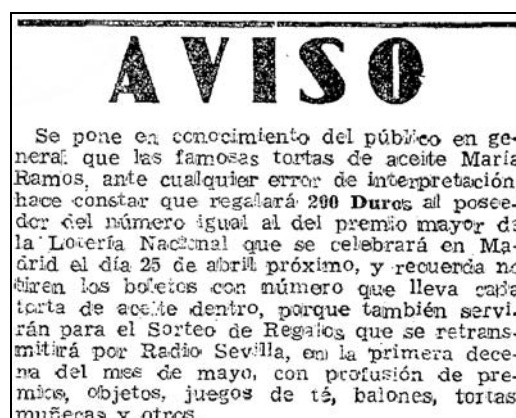 AVISO
Se pone en conocimiento del público en ge-
neral que las famosas tortas de aceite María
Ramos, ante cualquier error de interpretación
hace constar que regalará 200 Duros al posee-
dor del número igual al del premio mayor de
la Lotería Nacional que se celebrará en Ma-
drid el día 25 de abril próximo, y recuerda no
tiren los boletos con número que lleva cada
torta de aceite dentro, porque también servi-
rán para el Sorteo de Regalos que se retrans-
mitirá por Radio Sevilla, en la primera dece-
na del mes de mayo, con profusión de pre-
mios, objetos, juegos de té, balones, tortas
muñecas y otros